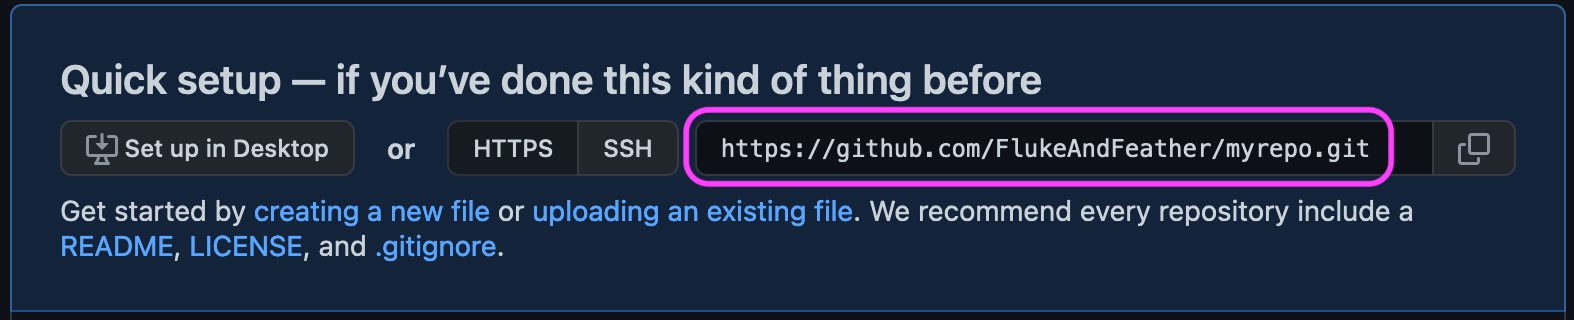 Quick setup — if you’ve done this kind of thing before
Set up in Desktop or HTTPS SSH https://github.com/FlukeAndFeather/myrepo.git
Get started by creating a new file or uploading an existing file. We recommend every repository include a
README, LICENSE, and .gitignore.